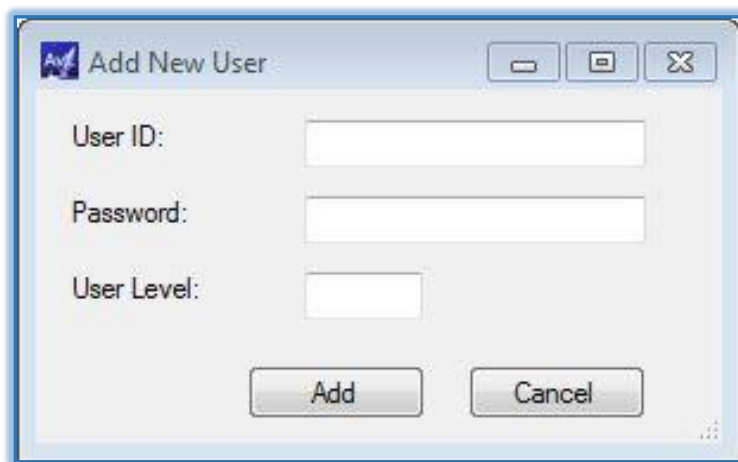 Add New User
User ID:
Password:
User Level:
Add
Cancel